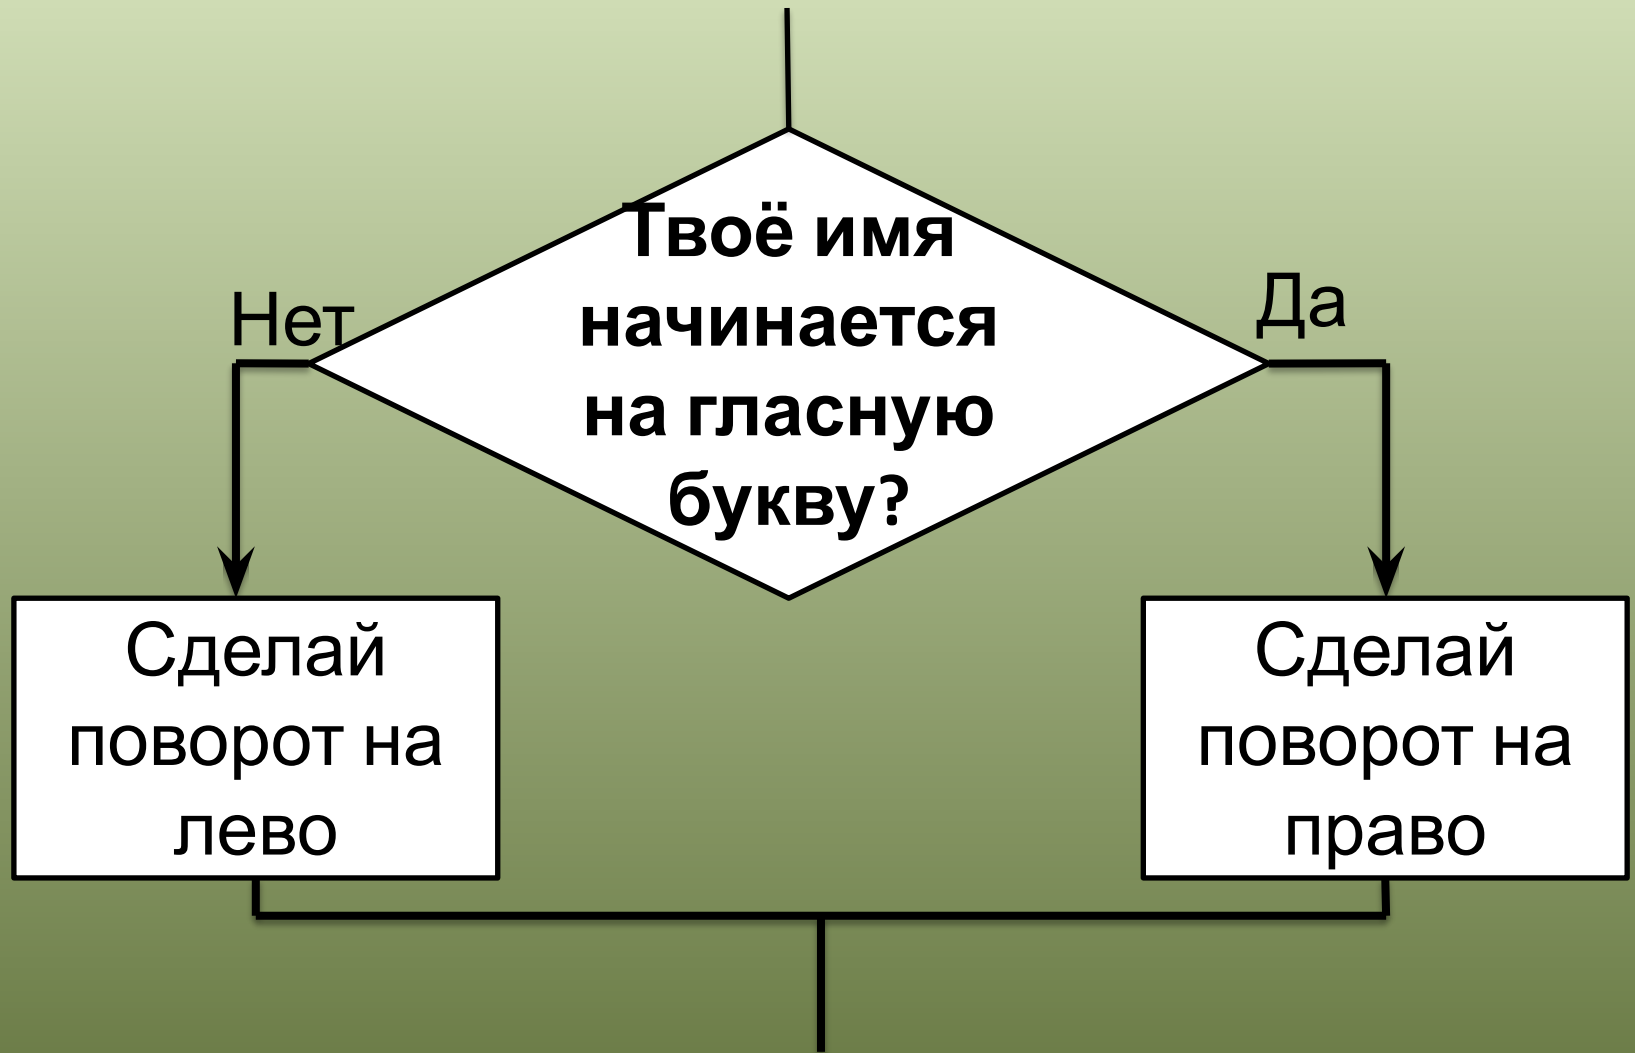 Твоё имя
начинается
на гласную
букву?
Нет
Да
Сделай
поворот на
лево
Сделай
поворот на
право